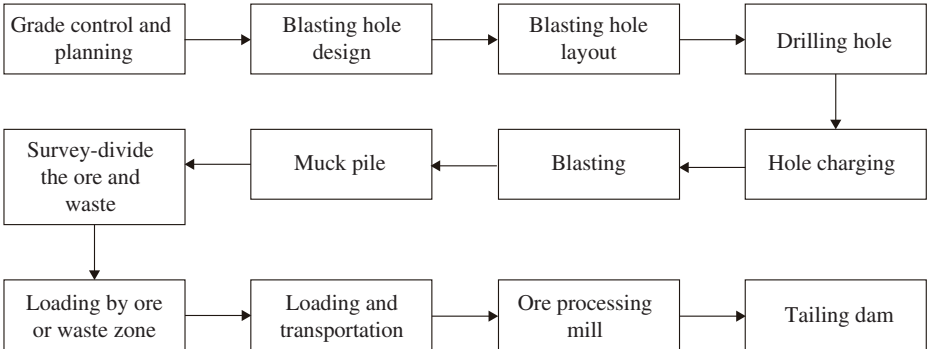 Grade control and
planning
Blasting hole
design
Blasting hole
layout
Drilling hole
Survey-divide
the ore and
waste
Muck pile
Blasting
Hole charging
Loading by ore
or waste zone
Loading and
transportation
Ore processing
mill
Tailing dam